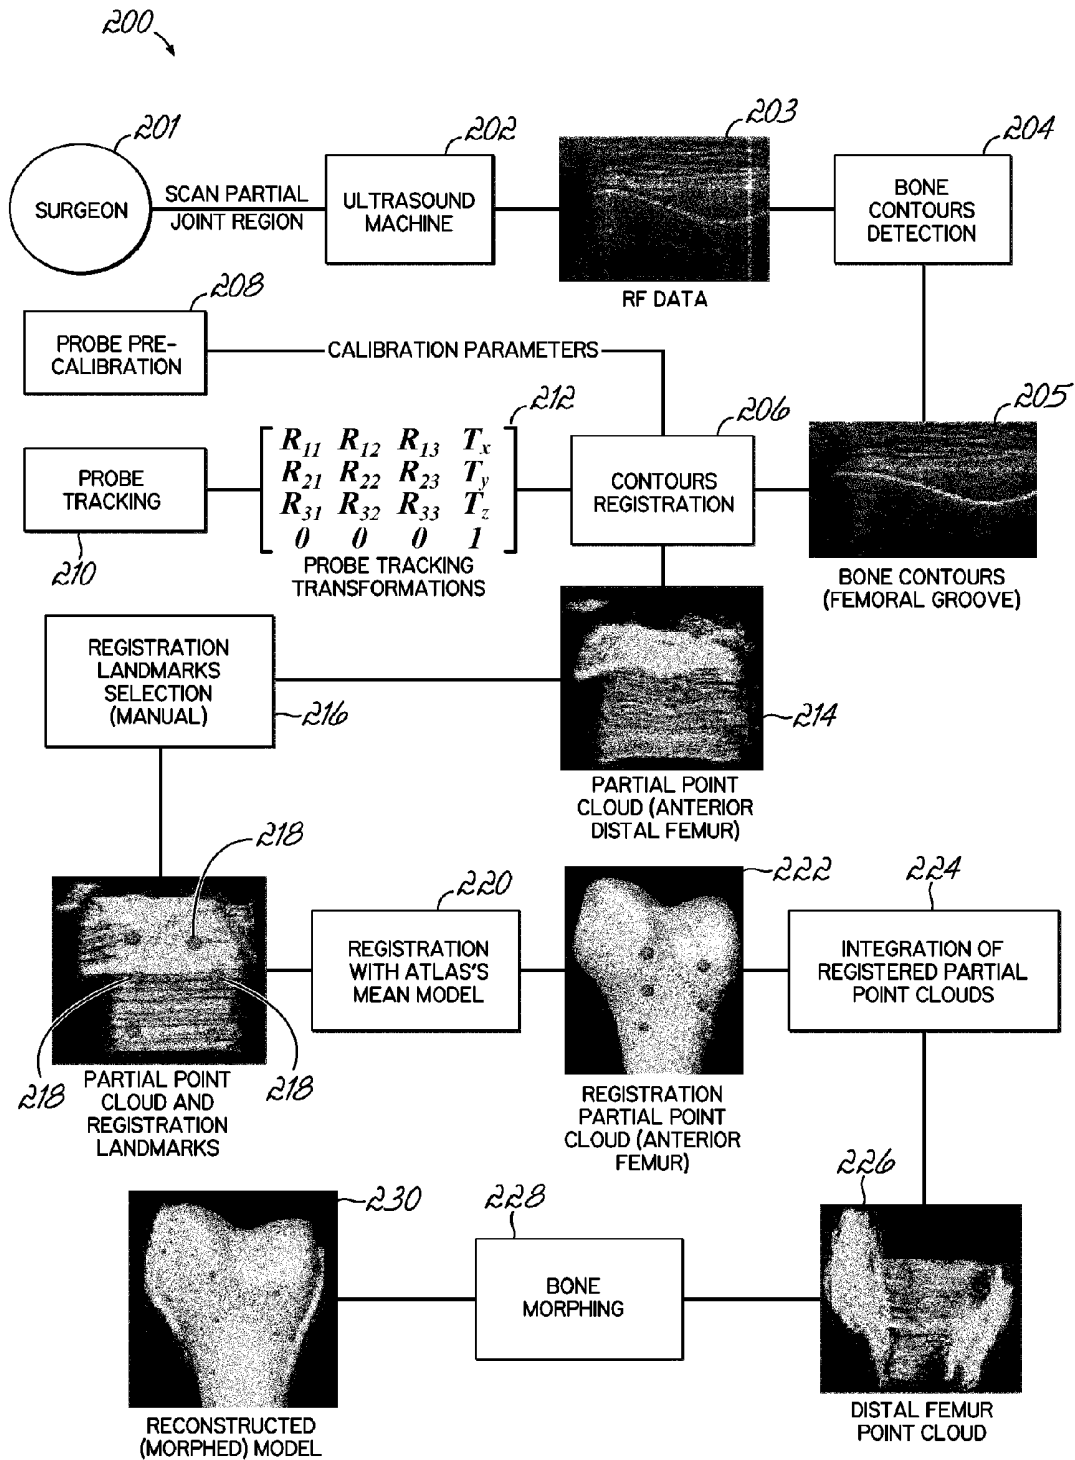 200
201
202
203
204
SURGEON
SCAN PARTIAL
JOINT REGION
ULTRASOUND
MACHINE
RF DATA
BONE
CONTOURS
DETECTION
208
PROBE PRE-
CALIBRATION
CALIBRATION PARAMETERS
212
206
205
PROBE
TRACKING
210
R11 R12 R13 Tx
R21 R22 R23 Ty
R31 R32 R33 Tz
0 0 0 1
PROBE TRACKING
TRANSFORMATIONS
CONTOURS
REGISTRATION
BONE CONTOURS
(FEMORAL GROOVE)
REGISTRATION
LANDMARKS
SELECTION
(MANUAL)
216
214
PARTIAL POINT
CLOUD (ANTERIOR
DISTAL FEMUR)
218
218
218
PARTIAL POINT
CLOUD AND
REGISTRATION
LANDMARKS
220
REGISTRATION
WITH ATLAS'S
MEAN MODEL
222
REGISTRATION
PARTIAL POINT
CLOUD (ANTERIOR
FEMUR)
224
INTEGRATION OF
REGISTERED PARTIAL
POINT CLOUDS
226
DISTAL FEMUR
POINT CLOUD
228
BONE
MORPHING
230
RECONSTRUCTED
(MORPHED) MODEL